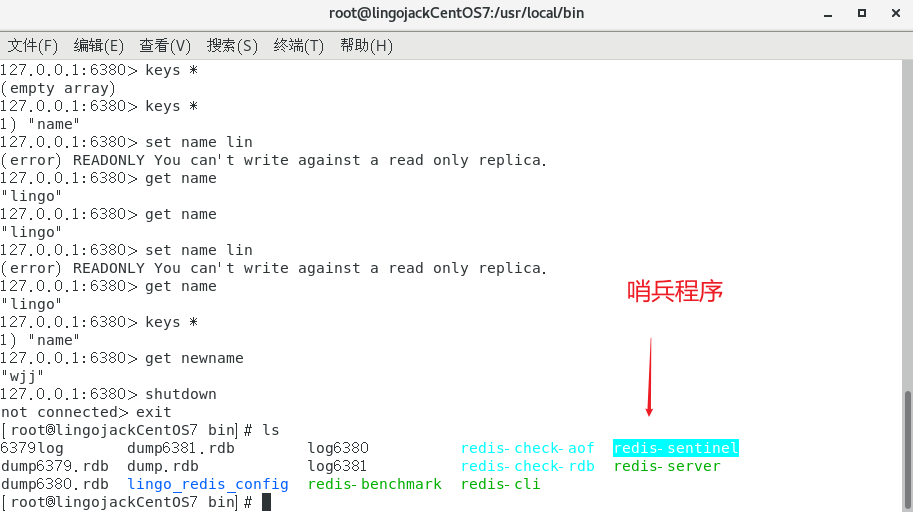 root@lingojackCentOS7:/usr/local/bin
文件(F) 编辑(E) 查看(V) 搜索(S) 终端(T) 帮助(H)
127.0.0.1:6380> keys *
(empty array)
127.0.0.1:6380> keys *
1) "name"
127.0.0.1:6380> set name lin
(error) READONLY You can't write against a read only replica.
127.0.0.1:6380> get name
"lingo"
127.0.0.1:6380> get name
"lingo"
127.0.0.1:6380> set name lin
(error) READONLY You can't write against a read only replica.
127.0.0.1:6380> get name
"lingo"
127.0.0.1:6380> keys *
1) "name"
127.0.0.1:6380> get newname
"wjj"
127.0.0.1:6380> shutdown
not connected> exit
[root@lingojackCentOS7 bin]# ls
6379log dump6381.rdb log6380 redis-check-aof redis-sentinel
dump6379.rdb dump.rdb log6381 redis-check-rdb redis-server
dump6380.rdb lingo_redis_config redis-benchmark redis-cli
[root@lingojackCentOS7 bin]#
哨兵程序